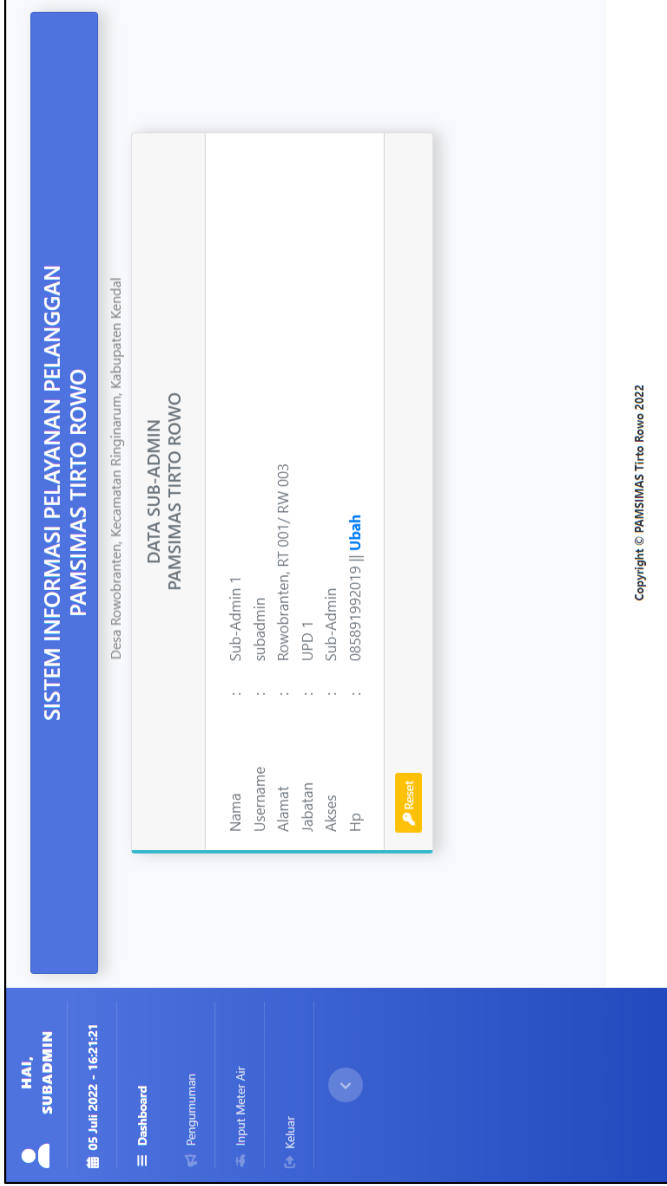 HAI,
SUBADMIN
05 Juli 2022 - 16:21:21
Dashboard
Pengumuman
Input Meter Air
Keluar
SISTEM INFORMASI PELAYANAN PELANGGAN
PAMSIMAS TIRTO ROWO
Desa Rowobranten, Kecamatan Ringinarum, Kabupaten Kendal
DATA SUB-ADMIN
PAMSIMAS TIRTO ROWO
Nama : Sub-Admin 1
Username : subadmin
Alamat : Rowobranten, RT 001/ RW 003
Jabatan : UPD 1
Akses : Sub-Admin
Hp : 085891992019 || Ubah
Reset
Copyright © PAMSIMAS Tirto Rowo 2022